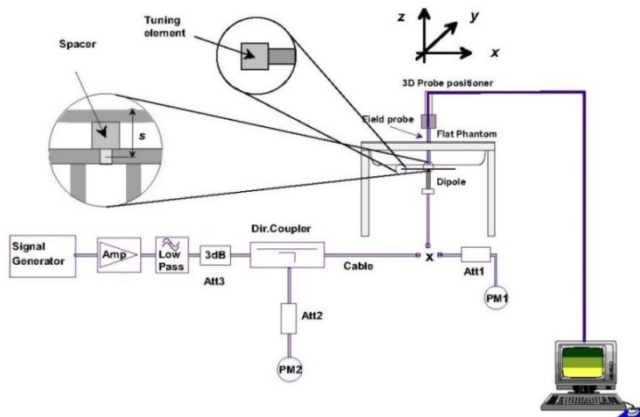 z
y
x
Tuning
element
Spacer
s
3D Probe positioner
Field probe
Flat Phantom
Dipole
Signal
Generator
Amp
Low
Pass
3dB
Att3
Dir.Coupler
Cable
x
Att1
PM1
Att2
PM2